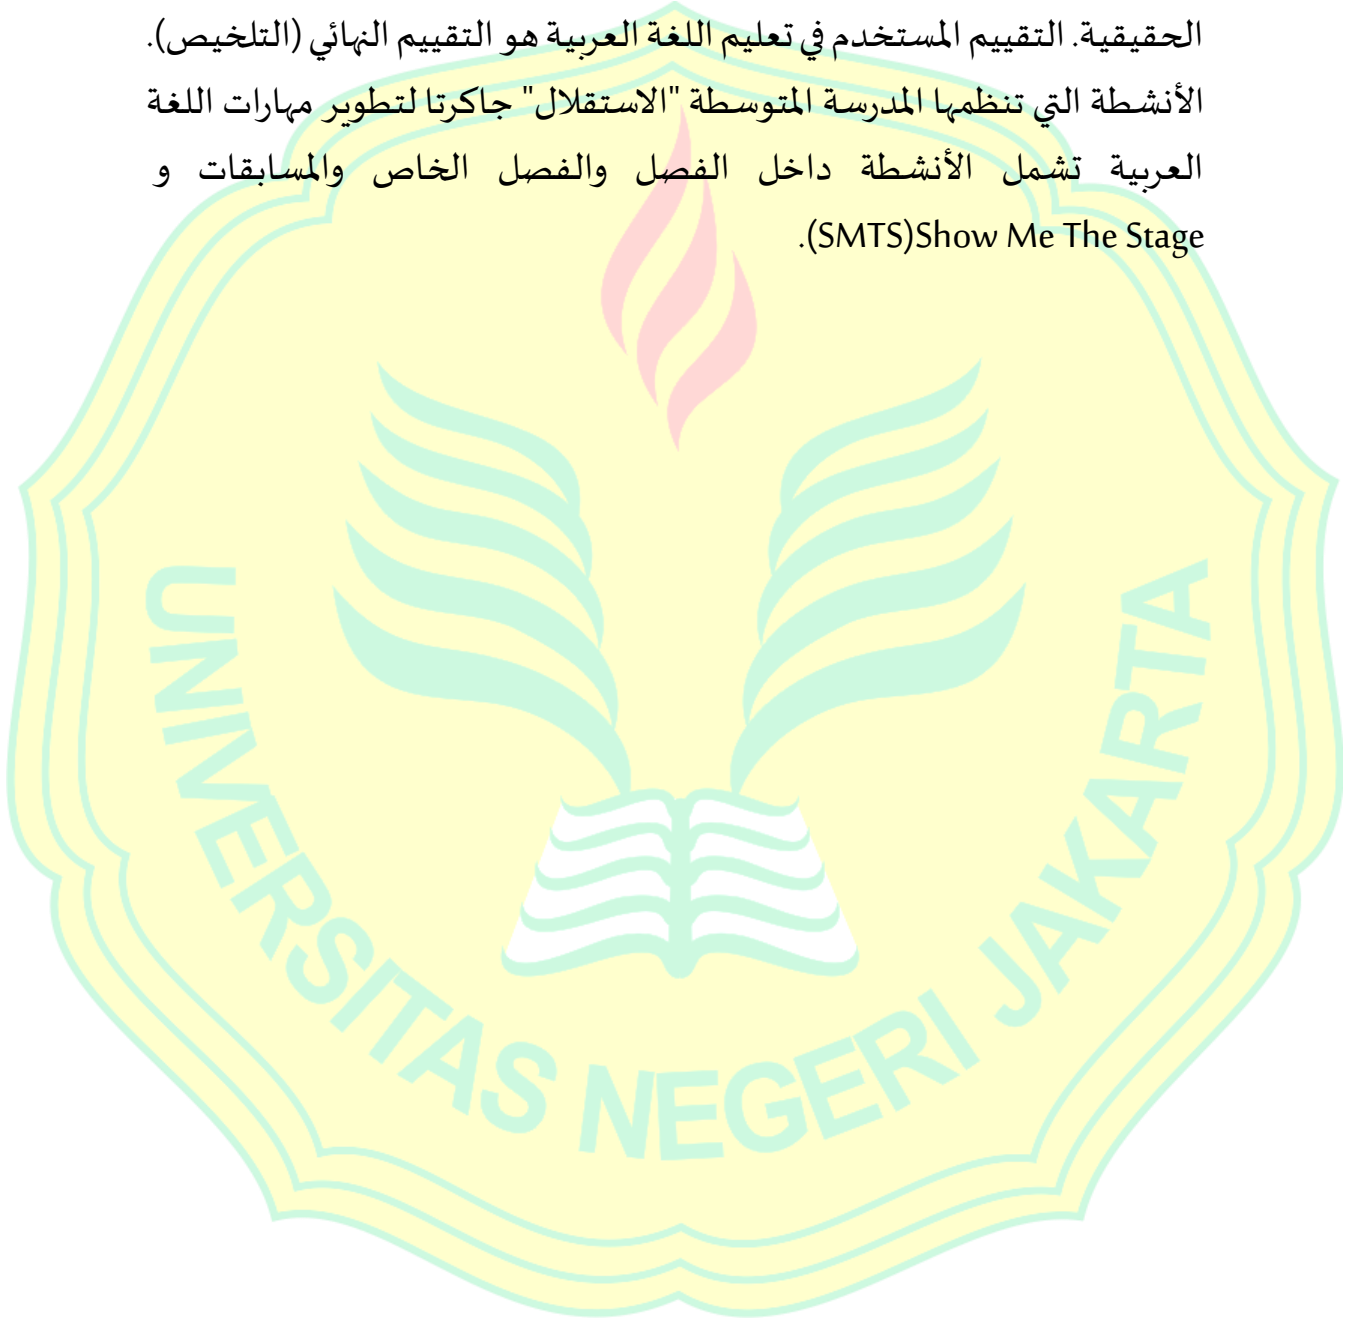 الحقيقية. التقييم المستخدم في تعليم اللغة العربية هو التقييم النهائي (التلخيص).
الأنشطة التي تنظمها المدرسة المتوسطة "الاستقلال" جاكرتا لتطوير مهارات اللغة
العربية تشمل الأنشطة داخل الفصل والفصل الخاص والمسابقات و
Show Me The Stage(SMTS).
UNIVERSITAS NEGERI JAKARTA